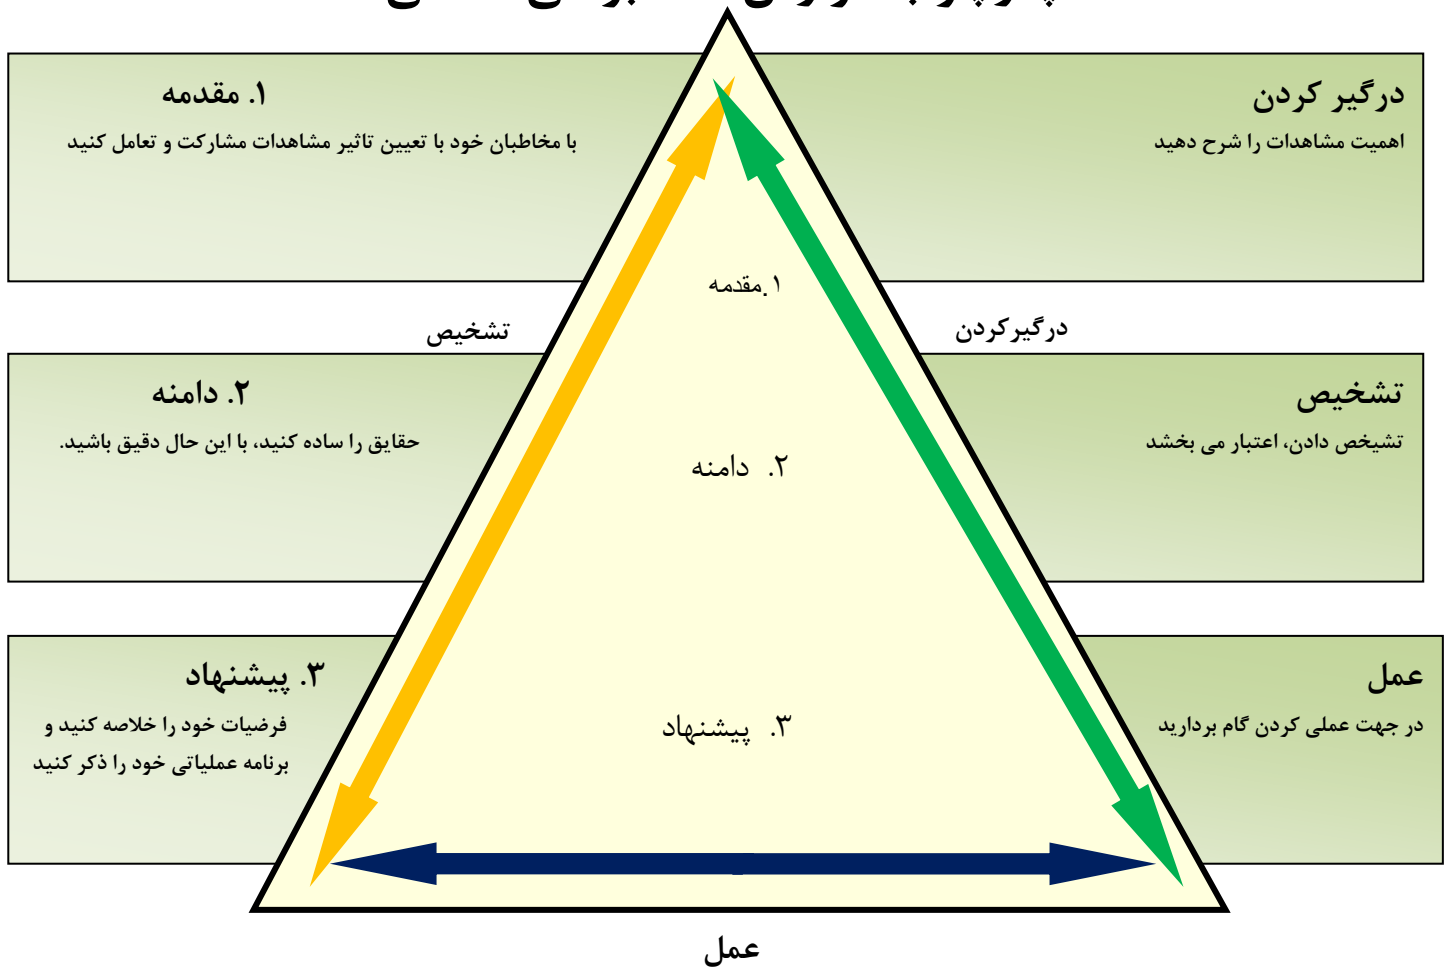 درگیر کردن
اهمیت مشاهدات را شرح دهید
۱. مقدمه
با مخاطبان خود با تعیین تاثیر مشاهدات مشارکت و تعامل کنید
۱.مقدمه
درگیرکردن
تشخیص
تشخیص
تشیخص دادن، اعتبار می بخشد
۲. دامنه
حقایق را ساده کنید، با این حال دقیق باشید.
۲. دامنه
عمل
در جهت عملی کردن گام بردارید
۳. پیشنهاد
فرضیات خود را خلاصه کنید و
برنامه عملیاتی خود را ذکر کنید
۳. پیشنهاد
عمل